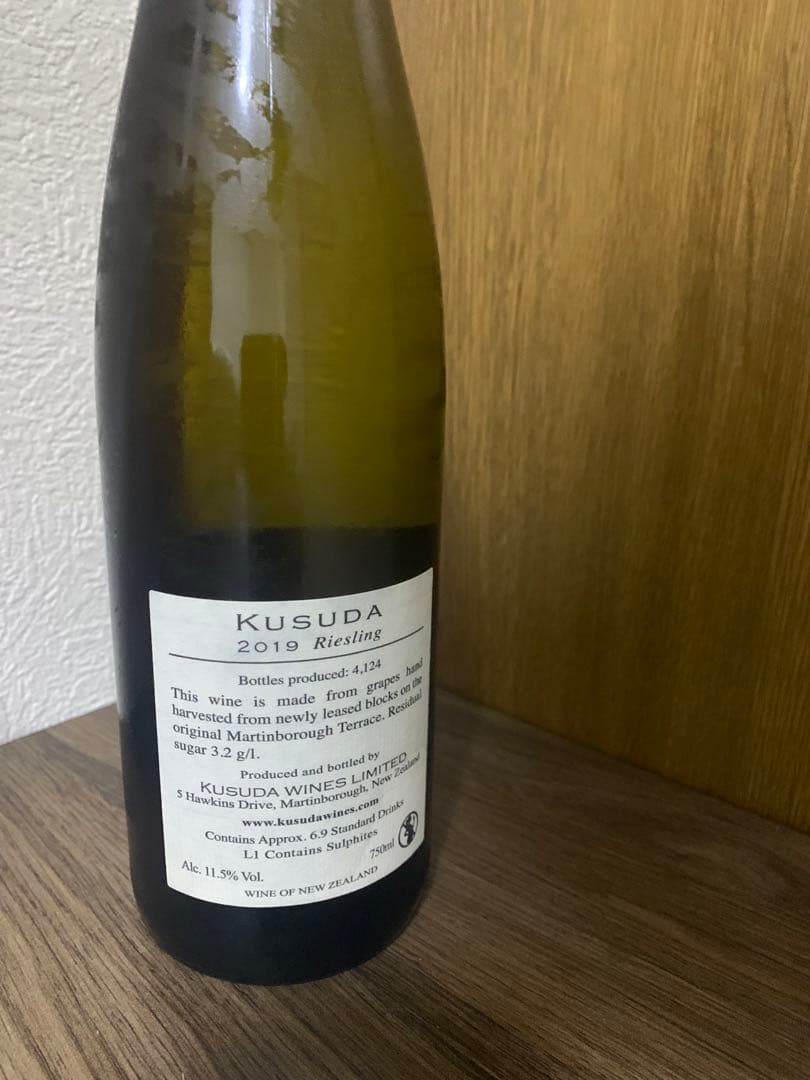 KUSUDA
2019 Riesling
Bottles produced: 4,124
This wine is made from grapes hand
harvested from newly leased blocks on the
original Martinborough Terrace. Residual
sugar 3.2 g/l.
Produced and bottled by
KUSUDA WINES LIMITED
5 Hawkins Drive, Martinborough, New Zealand
www.kusudawines.com
Contains Approx. 6.9 Standard Drinks
L1 Contains Sulphites
Alc. 11.5% Vol. 750ml
WINE OF NEW ZEALAND